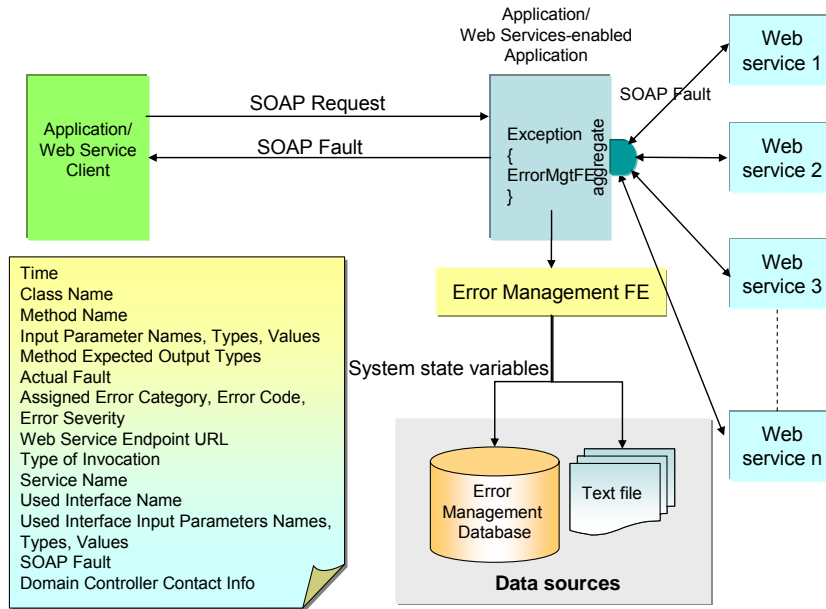 Application/
Web Services-enabled
Application
Web
service 1
SOAP Request
SOAP Fault
Application/
Web Service
Client
SOAP Fault
Exception
{
ErrorMgtFE
}
aggregate
Web
service 2
Web
service 3
Web
service n
Error Management FE
System state variables
Error
Management
Database
Text file
Data sources
Time
Class Name
Method Name
Input Parameter Names, Types, Values
Method Expected Output Types
Actual Fault
Assigned Error Category, Error Code,
Error Severity
Web Service Endpoint URL
Type of Invocation
Service Name
Used Interface Name
Used Interface Input Parameters Names,
Types, Values
SOAP Fault
Domain Controller Contact Info